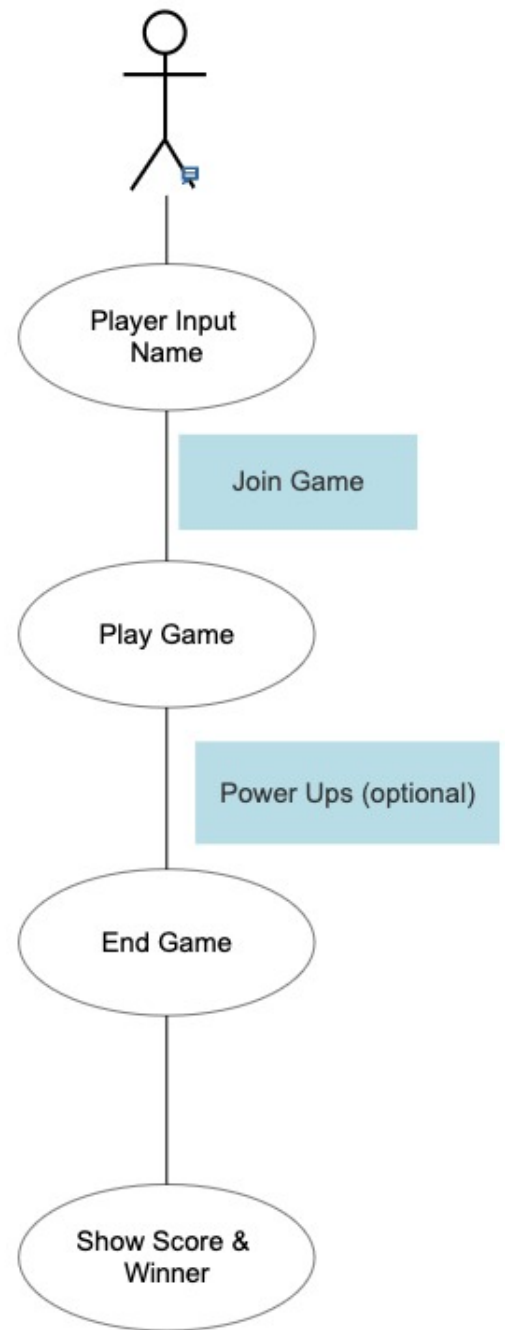 Player Input
Name
Join Game
Play Game
Power Ups (optional)
End Game
Show Score &
Winner